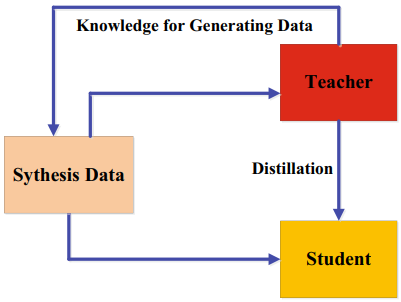 Knowledge for Generating Data
Teacher
Distillation
Sythesis Data
Student